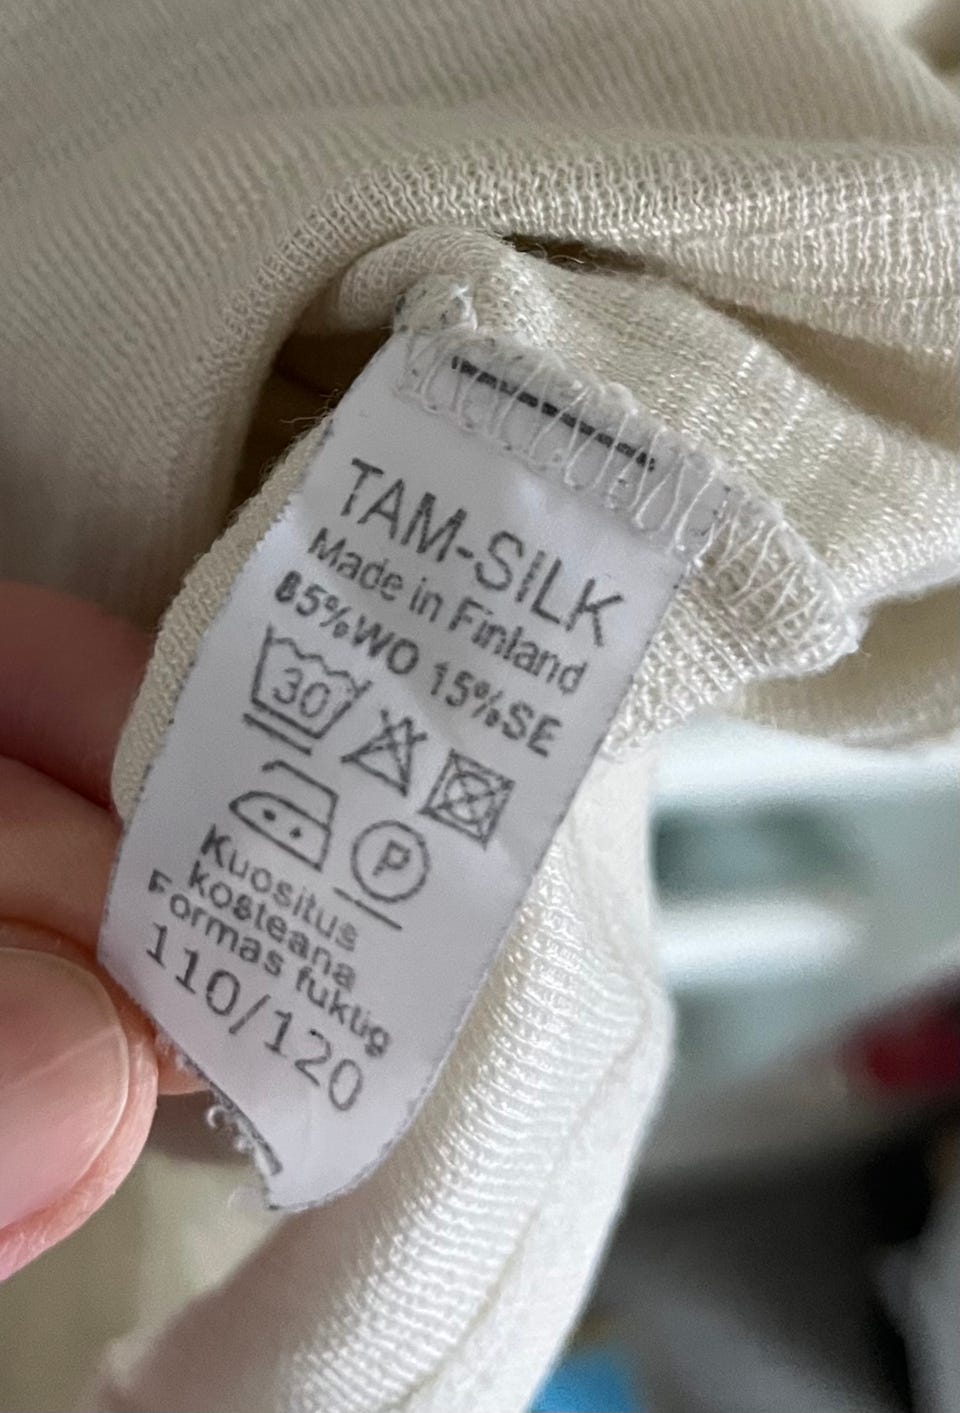 TAM-SILK
Made in Finland
85%WO 15%SE
30
P
Kuositus
kosteana
Formas fuktig
110/120